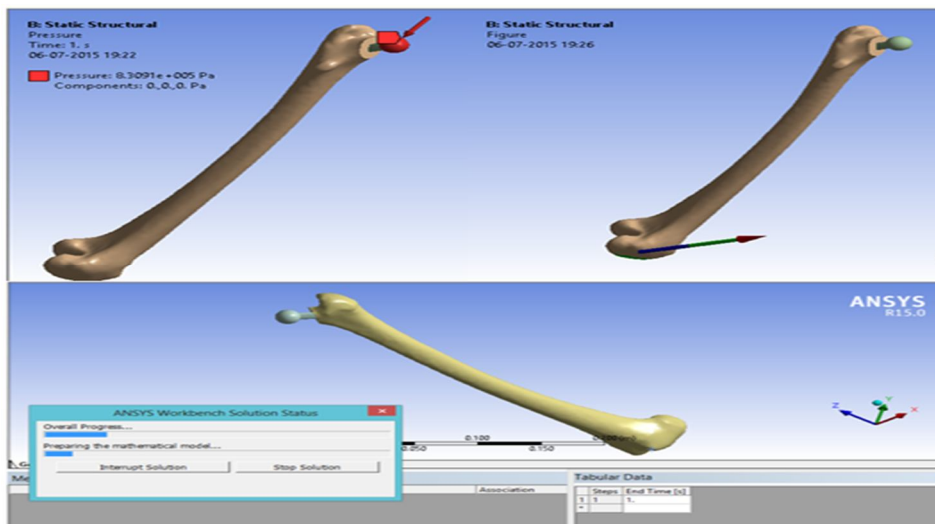 B: Static Structural
Pressure
Time: 1. s
06-07-2015 19:22
Pressure: 8.3091e+005 Pa
Components: 0.,0.,0. Pa
B: Static Structural
Figure
06-07-2015 19:26
ANSYS
R15.0
Z
Y
X
0.100
0.050
0.150
ANSYS Workbench Solution Status
Overall Progress...
Preparing the mathematical model...
Interrupt Solution
Stop Solution
Association
Tabular Data
Steps
End Time [s]
1
1
1.
*